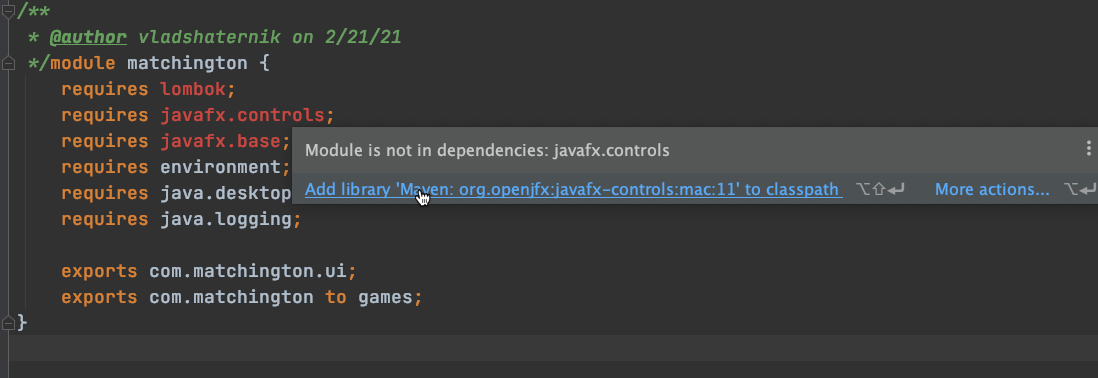 /**
* @author vladshaternik on 2/21/21
*/module matchington {
requires lombok;
requires javafx.controls;
requires javafx.base;
Module is not in dependencies: javafx.controls
requires environment;
Add library 'Maven: org.openjfx:javafx-controls:mac:11' to classpath ⌥⇧↩ More actions... ⌥↩
requires java.desktop
requires java.logging;
exports com.matchington.ui;
exports com.matchington to games;
}